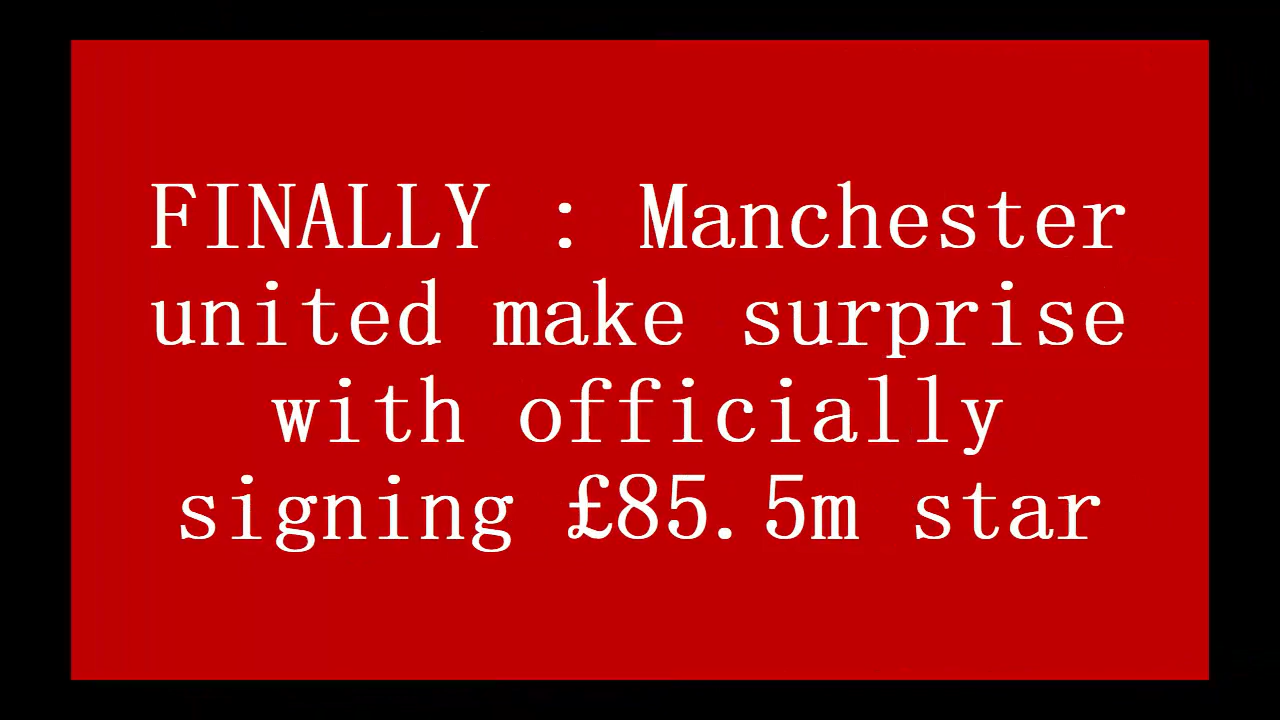 FINALLY : Manchester
united make surprise
with officially
signing £85.5m star